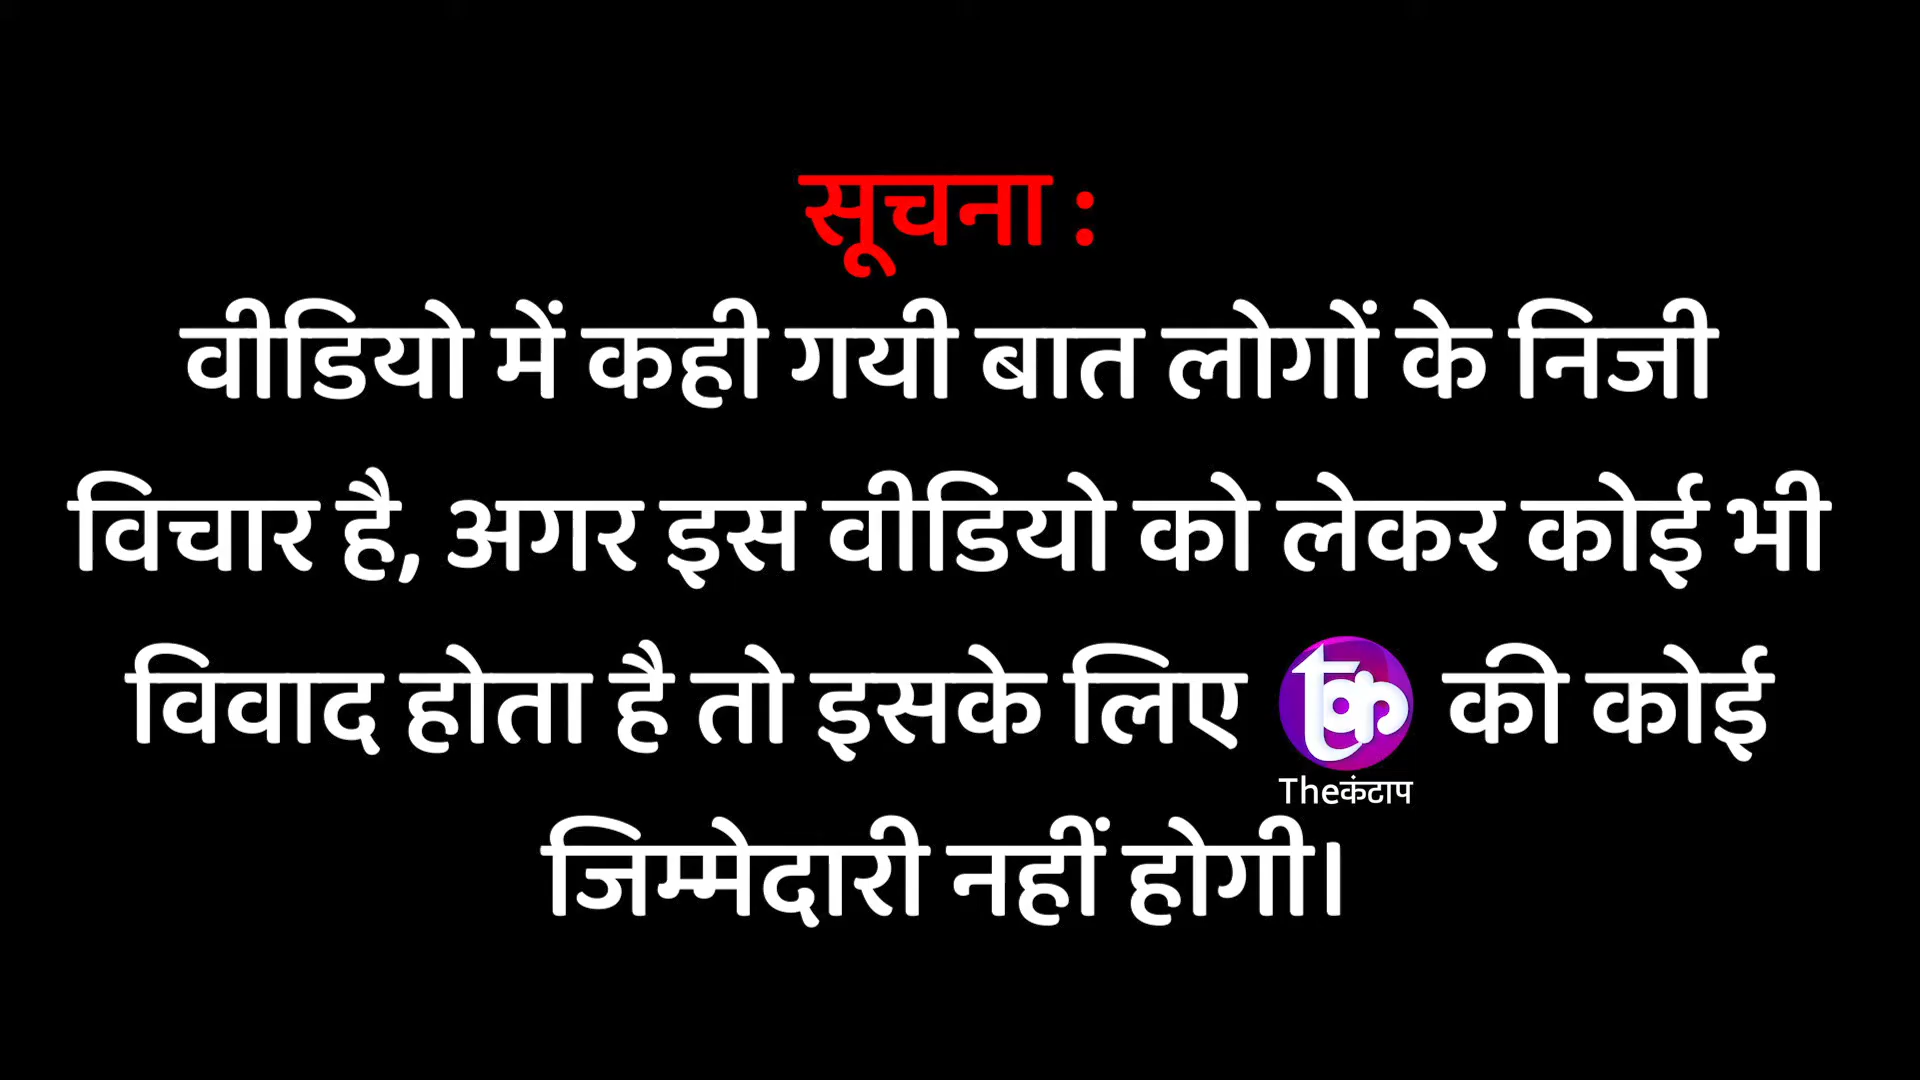 सूचना :
वीडियो में कही गयी बात लोगों के निजी
विचार है, अगर इस वीडियो को लेकर कोई भी
विवाद होता है तो इसके लिए की कोई
Theकंटाप
जिम्मेदारी नहीं होगी।